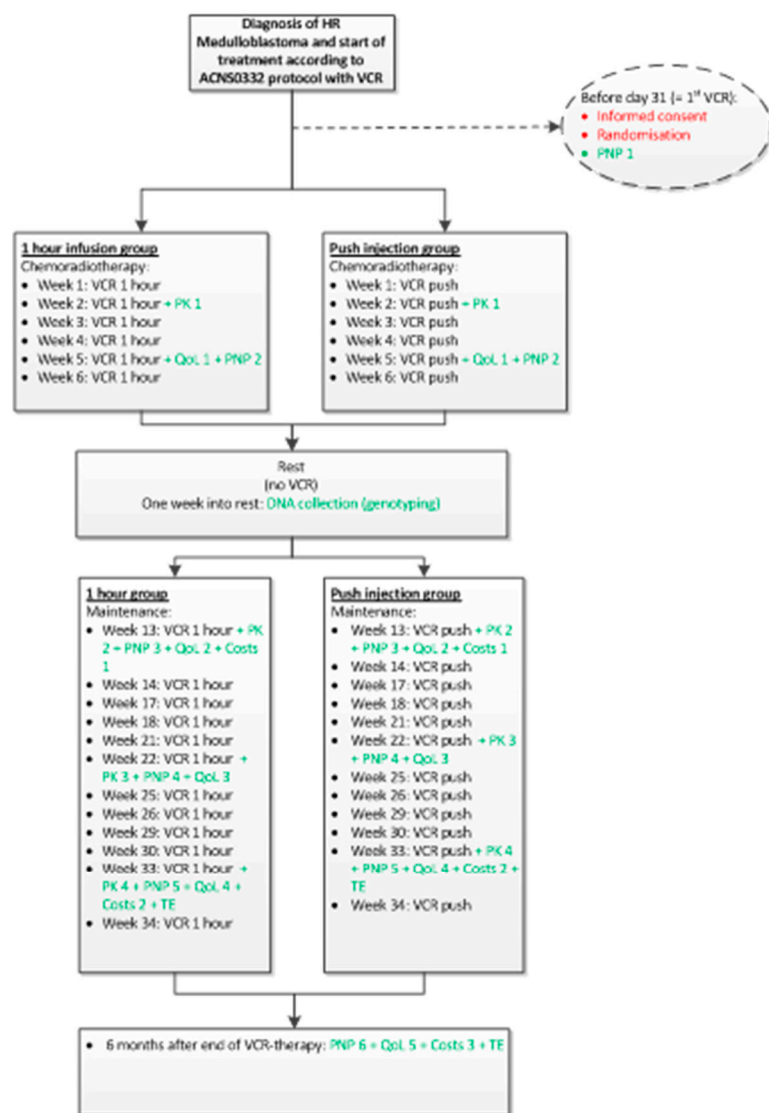 Diagnosis of HR
Medulloblastoma and start of
treatment according to
ACNS0332 protocol with VCR
Before day 31 (= 1st VCR):
• Informed consent
• Randomisation
• PNP 1
1 hour infusion group
Chemoradiotherapy:
• Week 1: VCR 1 hour
• Week 2: VCR 1 hour + PK 1
• Week 3: VCR 1 hour
• Week 4: VCR 1 hour
• Week 5: VCR 1 hour + QoL 1 + PNP 2
• Week 6: VCR 1 hour
Push injection group
Chemoradiotherapy:
• Week 1: VCR push
• Week 2: VCR push + PK 1
• Week 3: VCR push
• Week 4: VCR push
• Week 5: VCR push + QoL 1 + PNP 2
• Week 6: VCR push
Rest
(no VCR)
One week into rest: DNA collection (genotyping)
1 hour group
Maintenance:
• Week 13: VCR 1 hour + PK
2 + PNP 3 + QoL 2 + Costs
1
• Week 14: VCR 1 hour
• Week 17: VCR 1 hour
• Week 18: VCR 1 hour
• Week 21: VCR 1 hour
• Week 22: VCR 1 hour +
PK 3 + PNP 4 + QoL 3
• Week 25: VCR 1 hour
• Week 26: VCR 1 hour
• Week 29: VCR 1 hour
• Week 30: VCR 1 hour
• Week 33: VCR 1 hour +
PK 4 + PNP 5 + QoL 4 +
Costs 2 + TE
• Week 34: VCR 1 hour
Push injection group
Maintenance:
• Week 13: VCR push + PK 2
+ PNP 3 + QoL 2 + Costs 1
• Week 14: VCR push
• Week 17: VCR push
• Week 18: VCR push
• Week 21: VCR push
• Week 22: VCR push + PK 3
+ PNP 4 + QoL 3
• Week 25: VCR push
• Week 26: VCR push
• Week 29: VCR push
• Week 30: VCR push
• Week 33: VCR push + PK 4
+ PNP 5 + QoL 4 + Costs 2 +
TE
• Week 34: VCR push
• 6 months after end of VCR-therapy: PNP 6 + QoL 5 + Costs 3 + TE